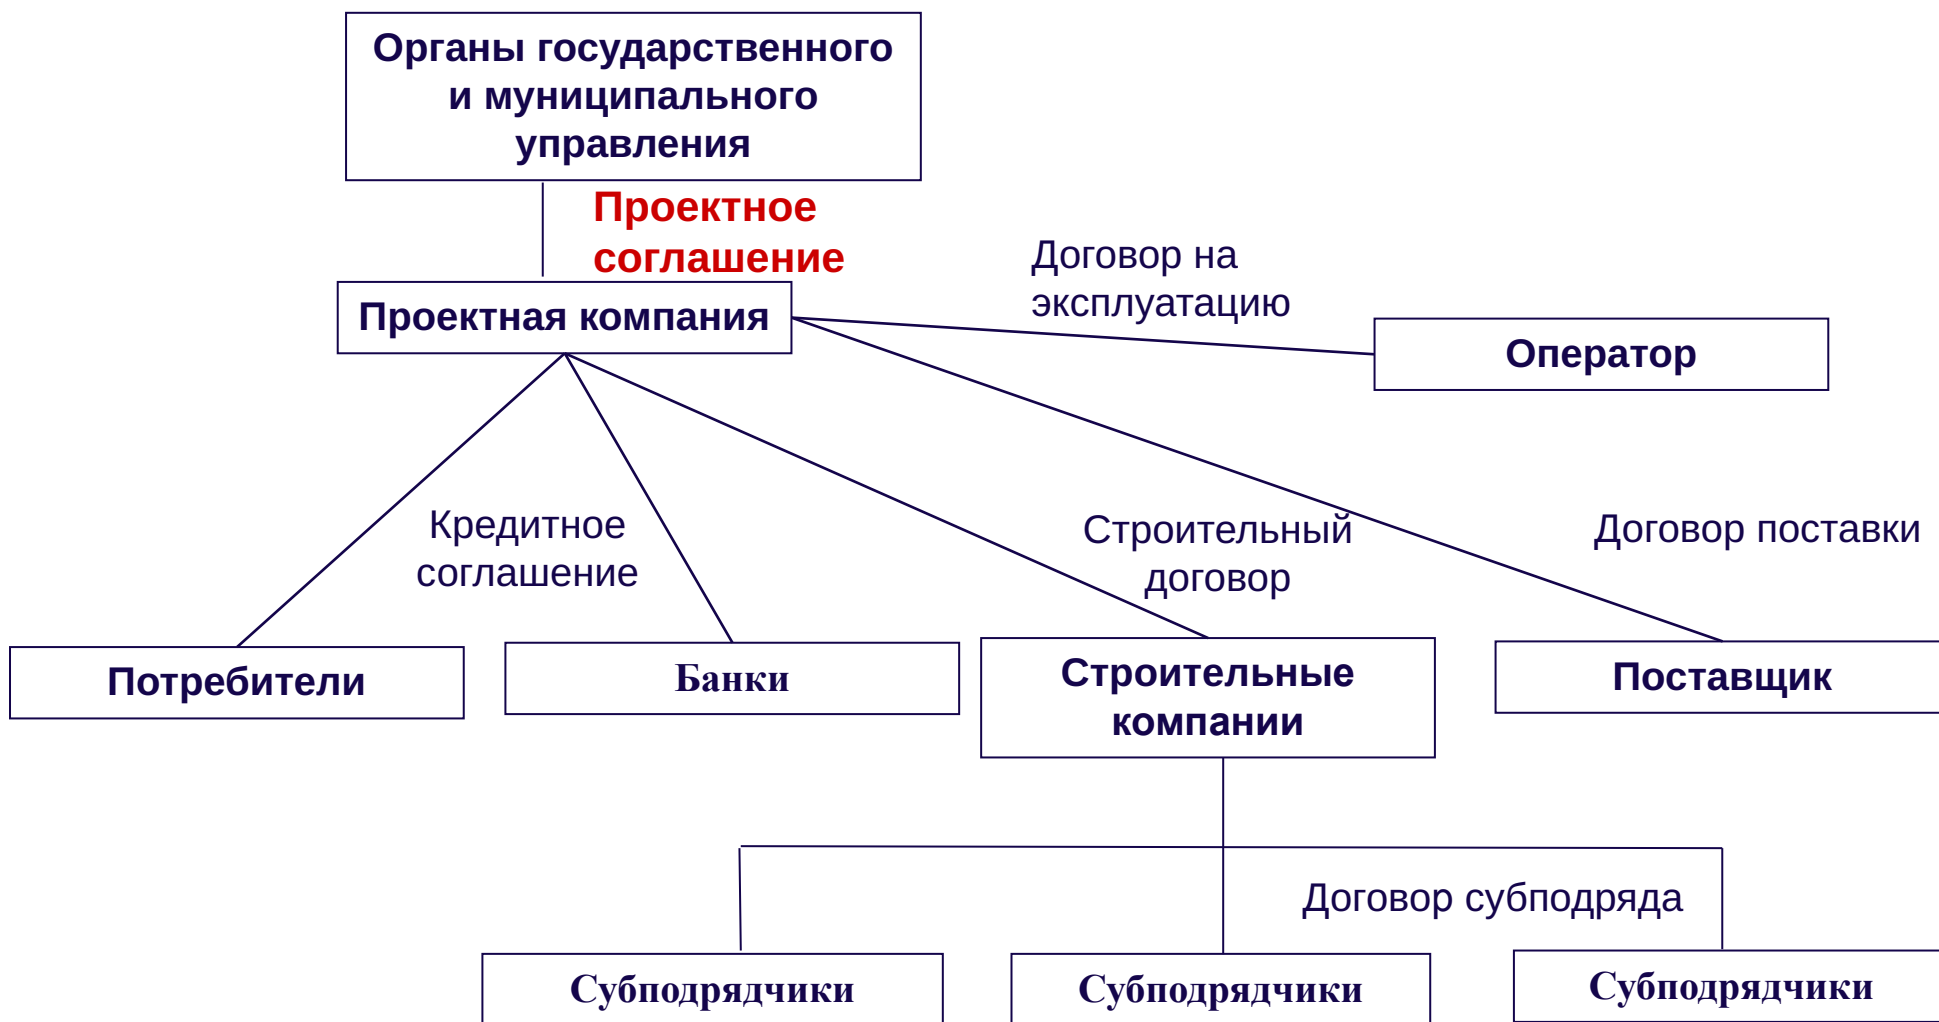 Органы государственного
и муниципального
управления
Проектное
соглашение
Договор на
эксплуатацию
Проектная компания
Оператор
Кредитное
соглашение
Строительный
договор
Договор поставки
Потребители
Банки
Строительные
компании
Поставщик
Договор субподряда
Субподрядчики
Субподрядчики
Субподрядчики